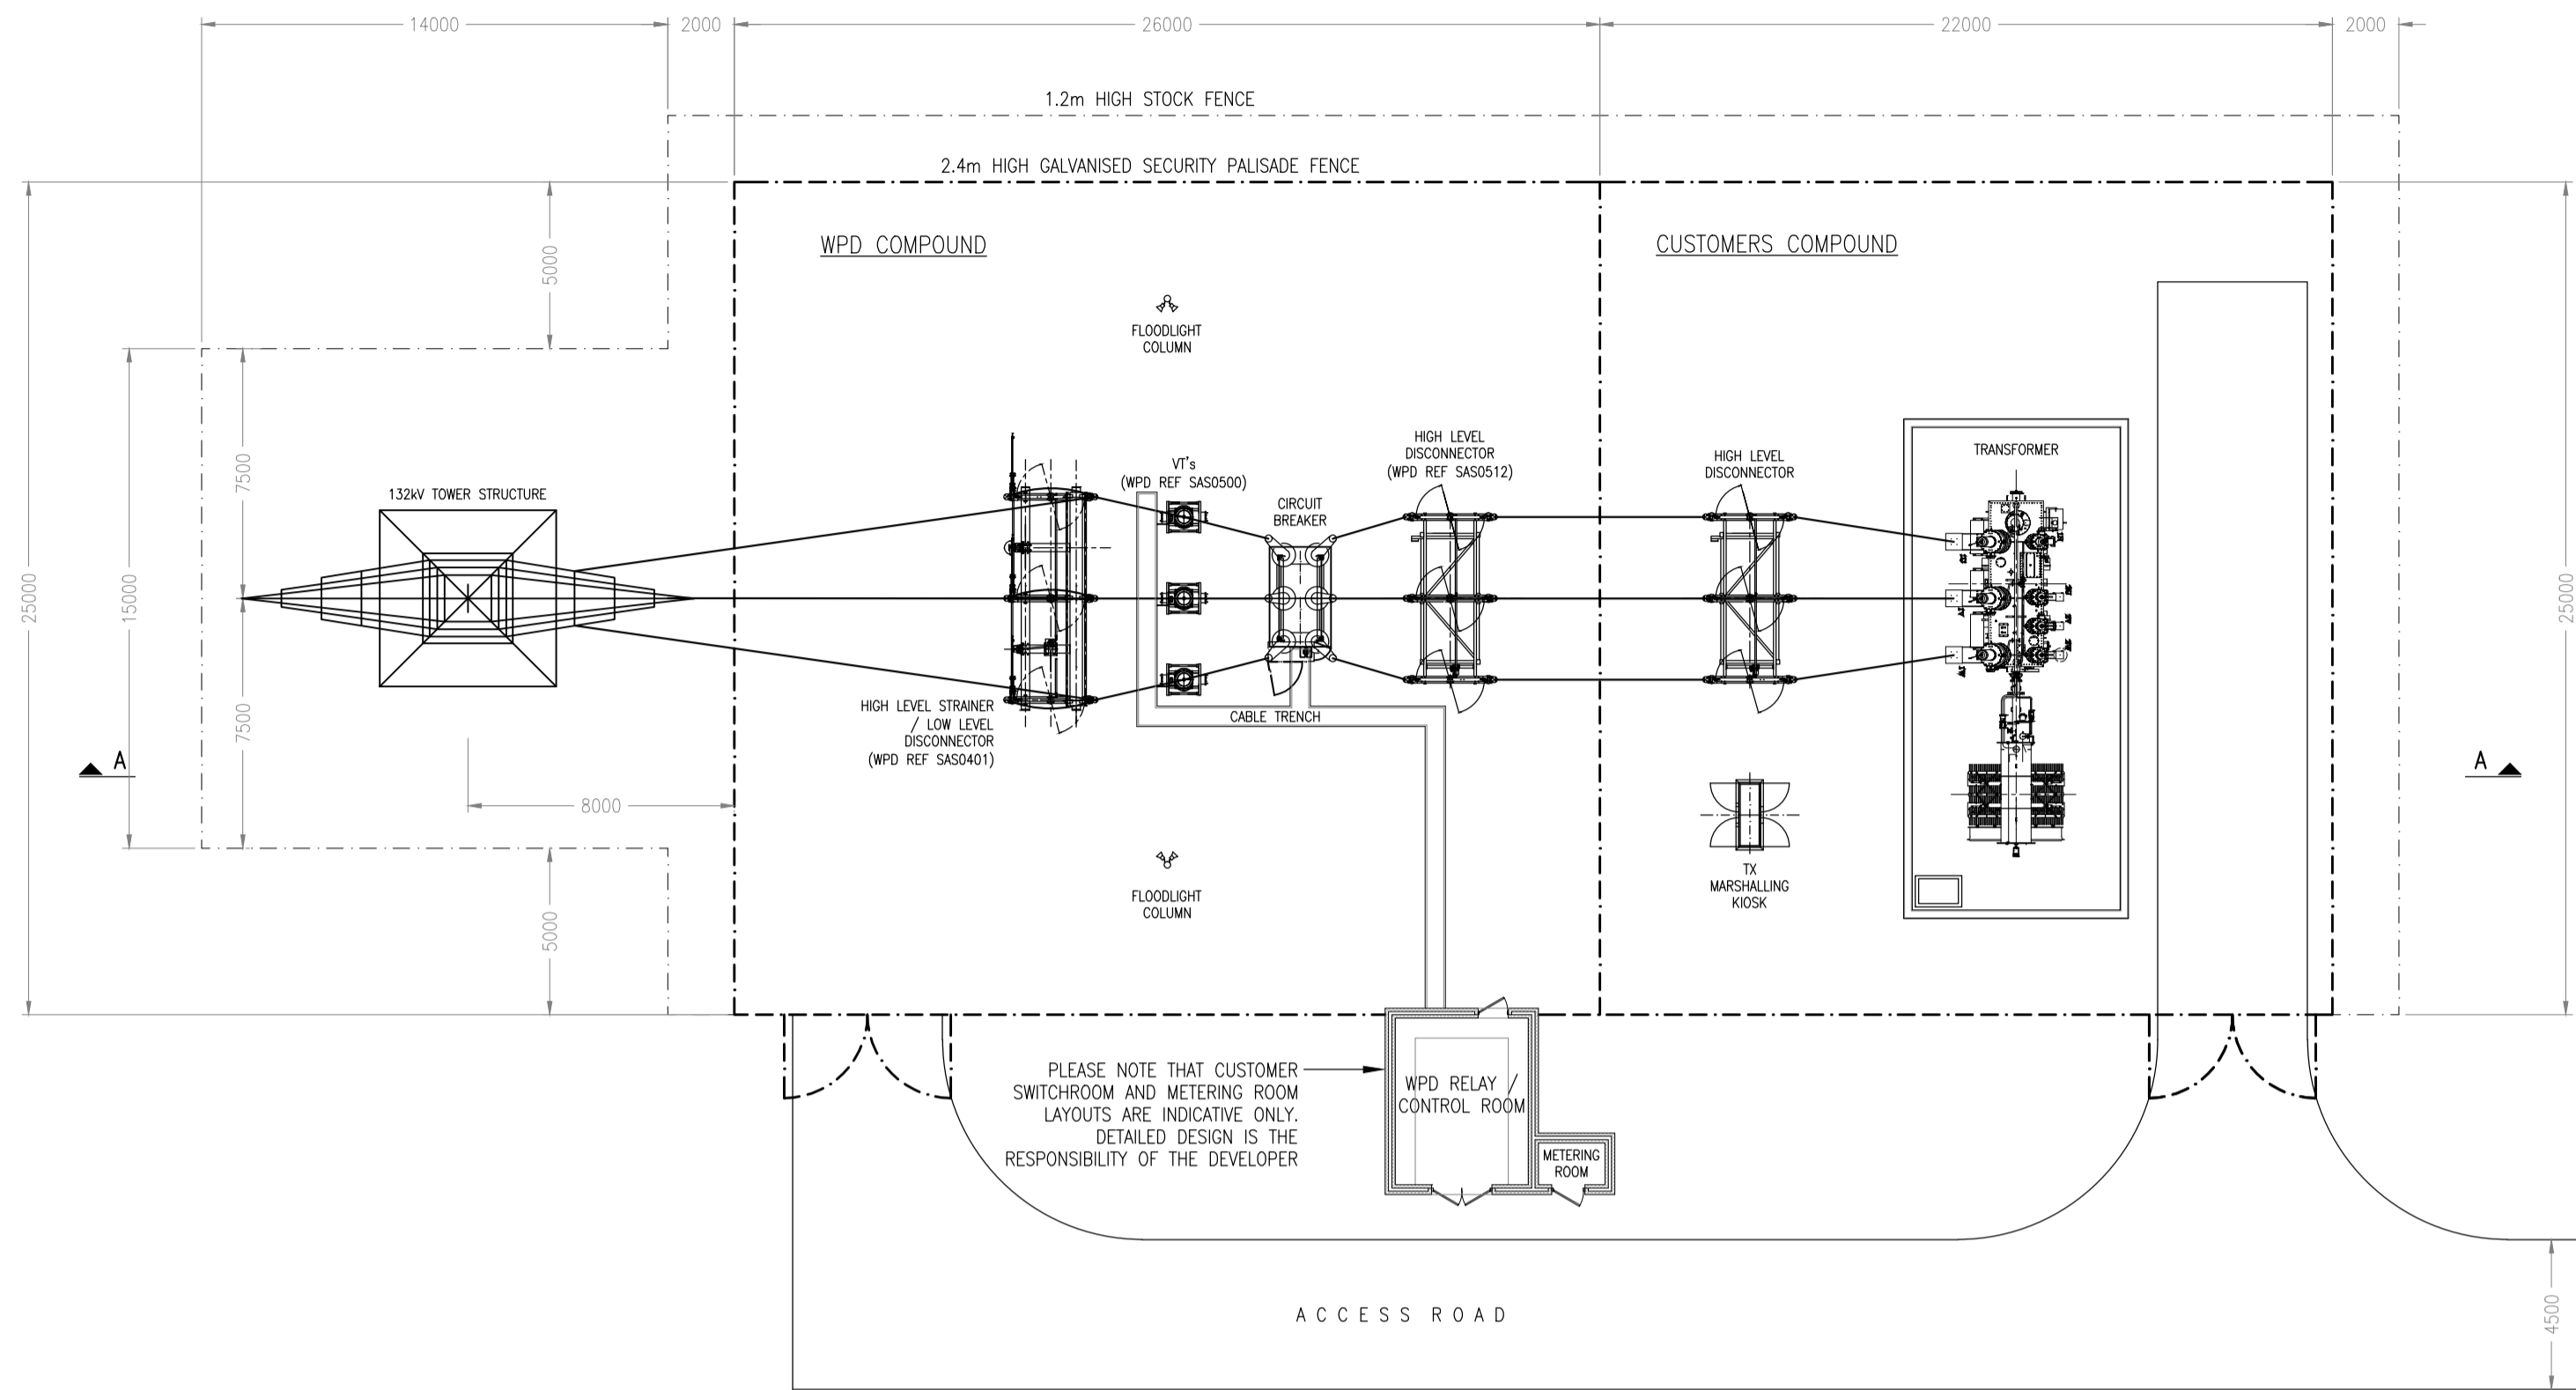 14000
2000
26000
22000
2000
1.2m HIGH STOCK FENCE
2.4m HIGH GALVANISED SECURITY PALISADE FENCE
WPD COMPOUND
CUSTOMERS COMPOUND
5000
FLOODLIGHT
COLUMN
7500
132kV TOWER STRUCTURE
VT's
(WPD REF SAS0500)
CIRCUIT
BREAKER
HIGH LEVEL
DISCONNECTOR
(WPD REF SAS0512)
HIGH LEVEL
DISCONNECTOR
TRANSFORMER
25000
15000
25000
7500
HIGH LEVEL STRAINER
/ LOW LEVEL
DISCONNECTOR
(WPD REF SAS0401)
CABLE TRENCH
A
A
8000
TX
MARSHALLING
KIOSK
FLOODLIGHT
COLUMN
5000
PLEASE NOTE THAT CUSTOMER
SWITCHROOM AND METERING ROOM
LAYOUTS ARE INDICATIVE ONLY.
DETAILED DESIGN IS THE
RESPONSIBILITY OF THE DEVELOPER
WPD RELAY /
CONTROL ROOM
METERING
ROOM
ACCESS ROAD
4500